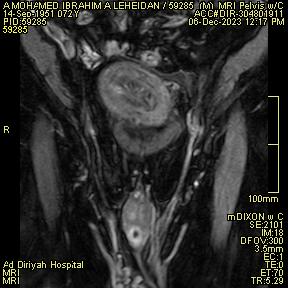 A MOHAMED IBRAHIM A LEHEIDAN / 59285 (M) MRI Pelvis w/C
14-Sep-1951 072Y ACC#DIR-304801911
PID:59285 06-Dec-2023 12:17 PM
59285
R
100mm
mDIXON w C
SE:2101
IM:18
DFOV:300
3.5mm
EC:1
Ad Diriyah Hospital TE:0
MRI ET:70
MRI TR:5.29